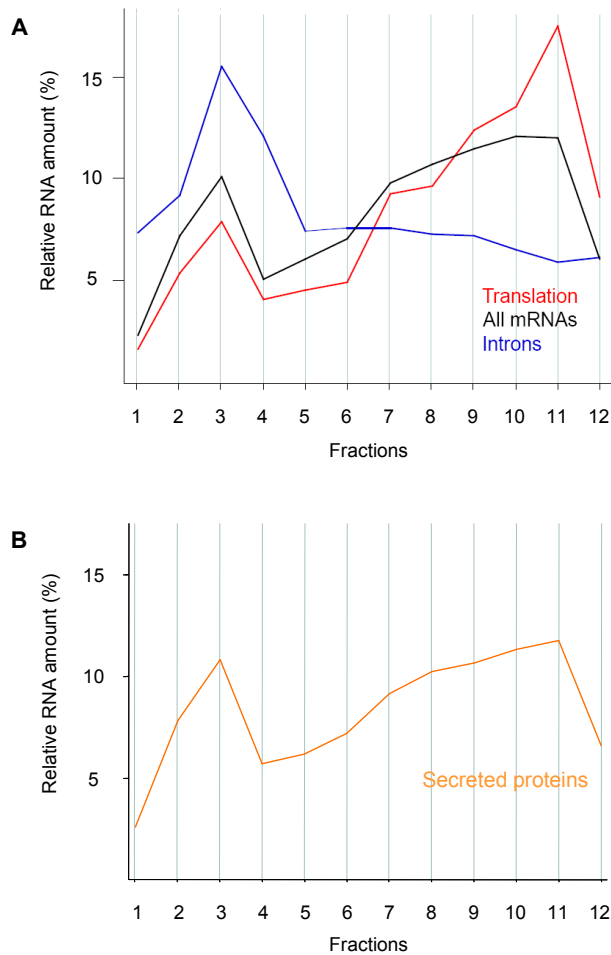 A
Relative RNA amount (%)
15
10
5
Translation
All mRNAs
Introns
1 2 3 4 5 6 7 8 9 10 11 12
Fractions
B
Relative RNA amount (%)
15
10
5
Secreted proteins
1 2 3 4 5 6 7 8 9 10 11 12
Fractions